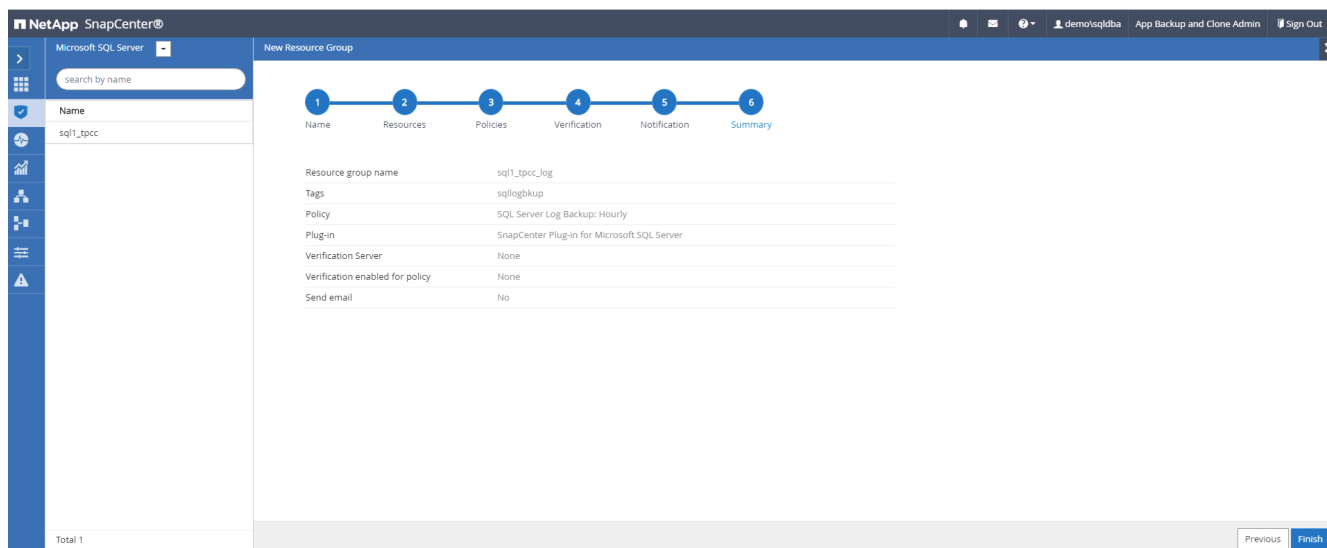 NetApp SnapCenter®
demo\sqldba App Backup and Clone Admin Sign Out
Microsoft SQL Server
New Resource Group
search by name
Name
sql1_tpcc
1 2 3 4 5 6
Name Resources Policies Verification Notification Summary
Resource group name sql1_tpcc_log
Tags sqllogbkup
Policy SQL Server Log Backup: Hourly
Plug-in SnapCenter Plug-in for Microsoft SQL Server
Verification Server None
Verification enabled for policy None
Send email No
Total 1
Previous Finish